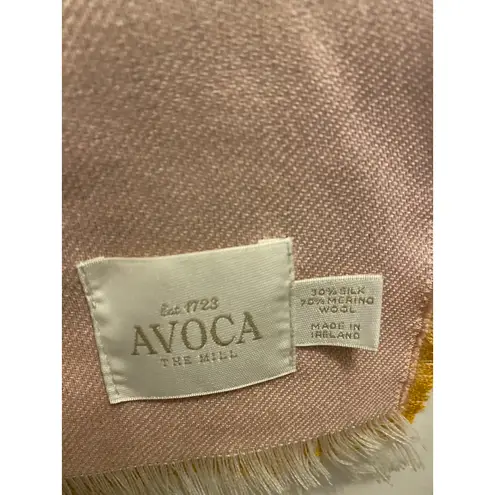 Est 1723
AVOCA
THE MILL
30% SILK
70% MERINO
WOOL
MADE IN
IRELAND